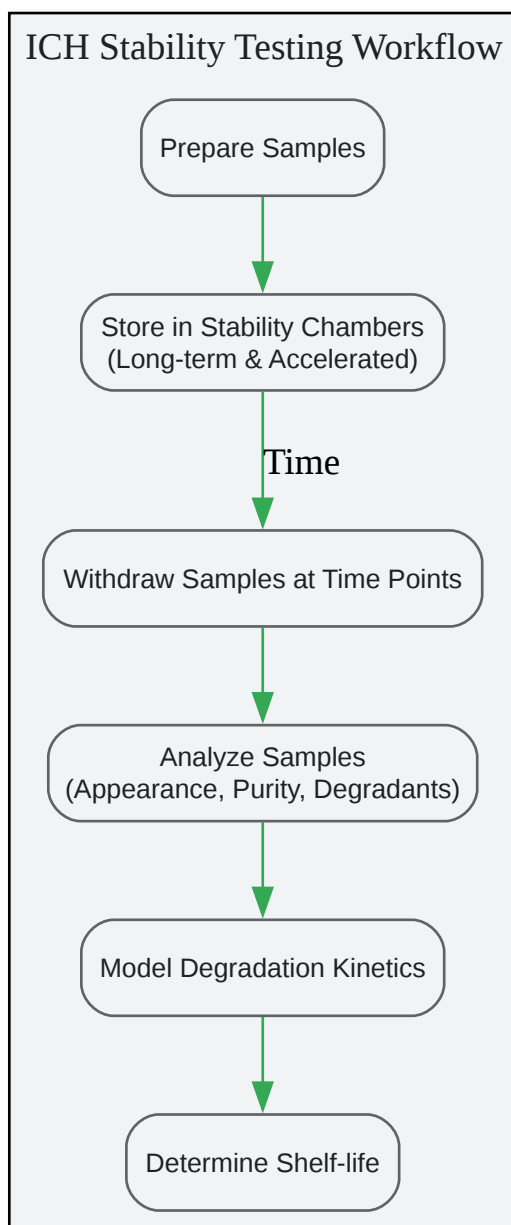 ICH Stability Testing Workflow
Prepare Samples
Store in Stability Chambers
(Long-term & Accelerated)
Time
Withdraw Samples at Time Points
Analyze Samples
(Appearance, Purity, Degradants)
Model Degradation Kinetics
Determine Shelf-life